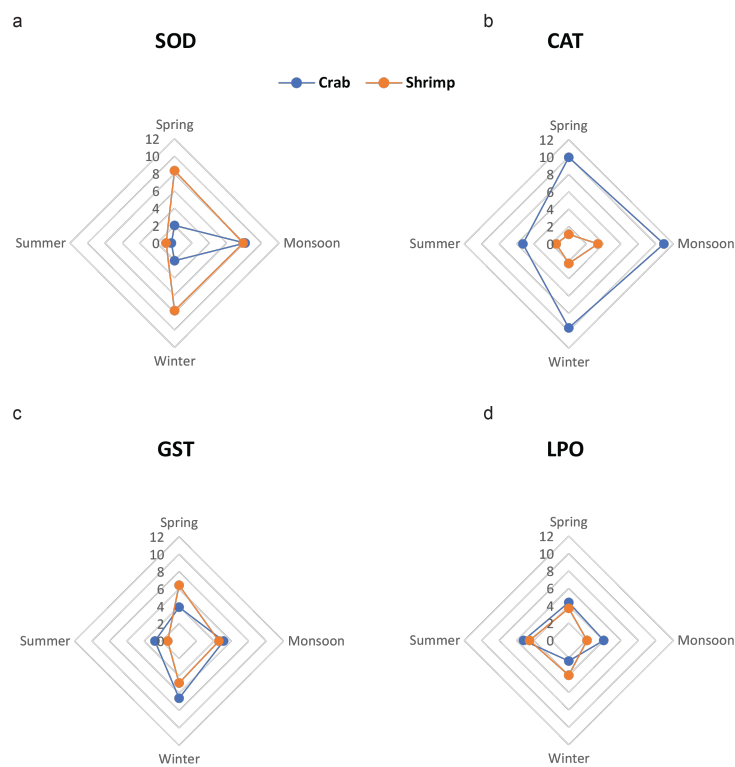 a
SOD
b
CAT
Crab
Shrimp
Spring
12
10
8
6
4
2
0
Summer
Monsoon
Winter
Spring
12
10
8
6
4
2
0
Summer
Monsoon
Winter
c
GST
d
LPO
Spring
12
10
8
6
4
2
0
Summer
Monsoon
Winter
Spring
12
10
8
6
4
2
0
Summer
Monsoon
Winter